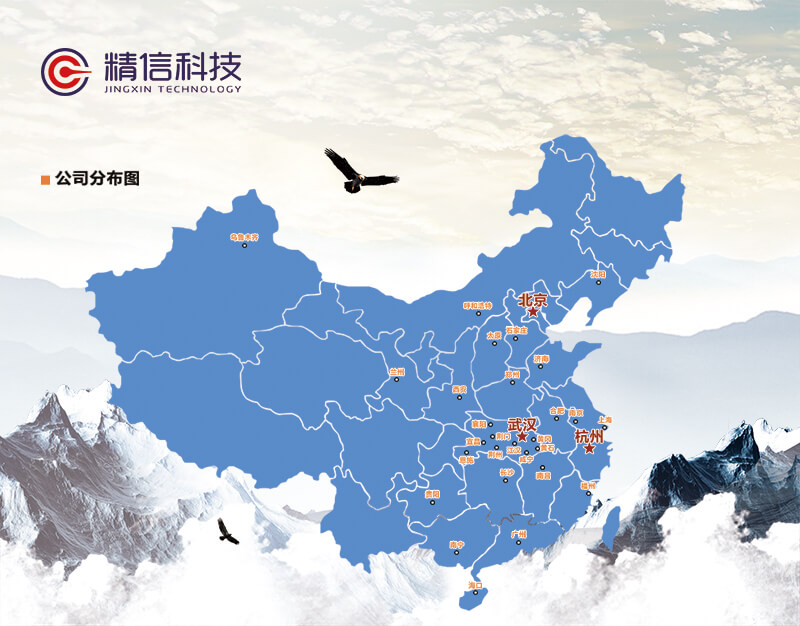 精信科技
JINGXIN TECHNOLOGY
公司分布图
乌鲁木齐
沈阳
北京
呼和浩特
石家庄
太原
济南
兰州
郑州
西安
合肥
南京
上海
襄阳
武汉
杭州
荆门
黄冈
宜昌
江汉
黄石
恩施
荆州
咸宁
南昌
长沙
福州
贵阳
广州
南宁
海口